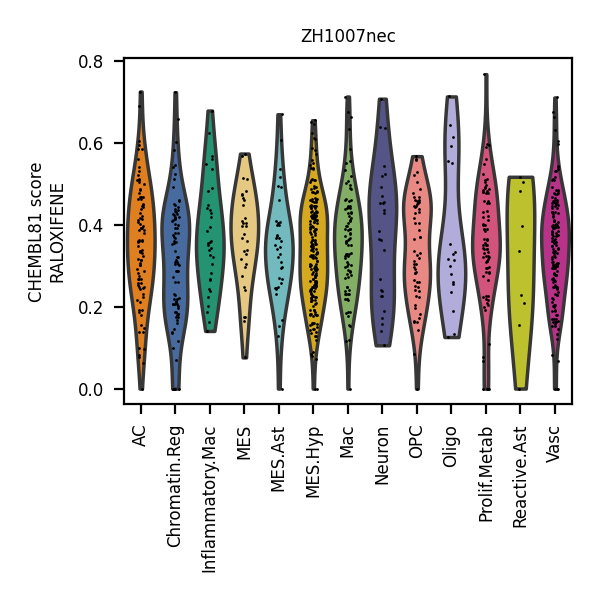 ZH1007nec
CHEMBL81 score
RALOXIFENE
0.8
0.6
0.4
0.2
0.0
AC
Chromatin.Reg
Inflammatory.Mac
MES
MES.Ast
MES.Hyp
Mac
Neuron
OPC
Oligo
Prolif.Metab
Reactive.Ast
Vasc